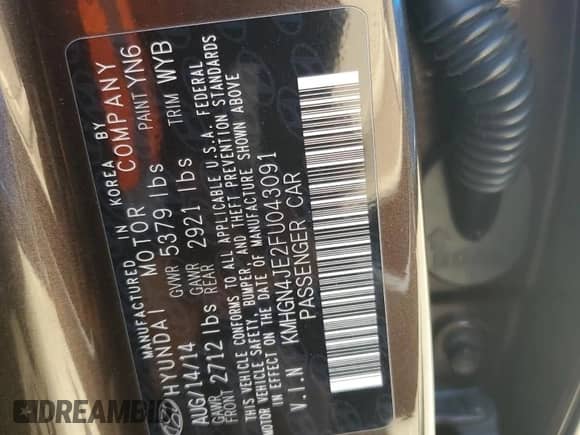 MANUFACTURED IN KOREA BY
HYUNDAI MOTOR COMPANY
AUG/14/14 GVWR 5379 lbs PAINT YN6
GAWR FRONT 2712 lbs GAWR REAR 2921 lbs TRIM WYB
THIS VEHICLE CONFORMS TO ALL APPLICABLE U.S.A. FEDERAL
MOTOR VEHICLE SAFETY, BUMPER, AND THEFT PREVENTION STANDARDS
IN EFFECT ON THE DATE OF MANUFACTURE SHOWN ABOVE
V.I.N KMHGN4JE2FU043091
PASSENGER CAR
DREAMBID